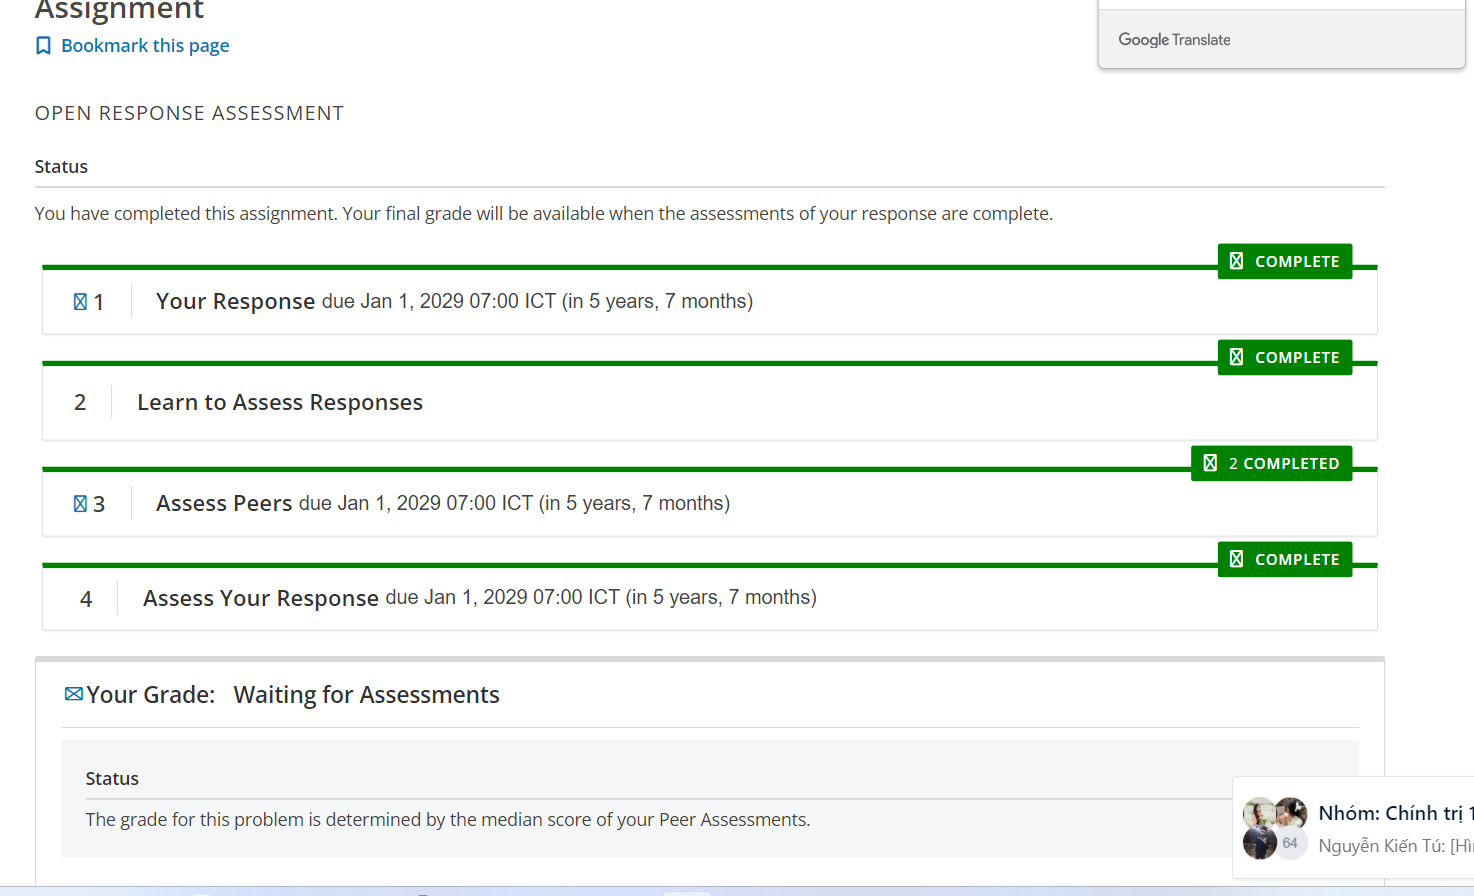 Assignment
Bookmark this page
Google Translate
OPEN RESPONSE ASSESSMENT
Status
You have completed this assignment. Your final grade will be available when the assessments of your response are complete.
COMPLETE
1 Your Response due Jan 1, 2029 07:00 ICT (in 5 years, 7 months)
COMPLETE
2 Learn to Assess Responses
2 COMPLETED
3 Assess Peers due Jan 1, 2029 07:00 ICT (in 5 years, 7 months)
COMPLETE
4 Assess Your Response due Jan 1, 2029 07:00 ICT (in 5 years, 7 months)
Your Grade: Waiting for Assessments
Status
The grade for this problem is determined by the median score of your Peer Assessments.
Nhóm: Chính trị 1
64
Nguyễn Kiến Tú: [Hì